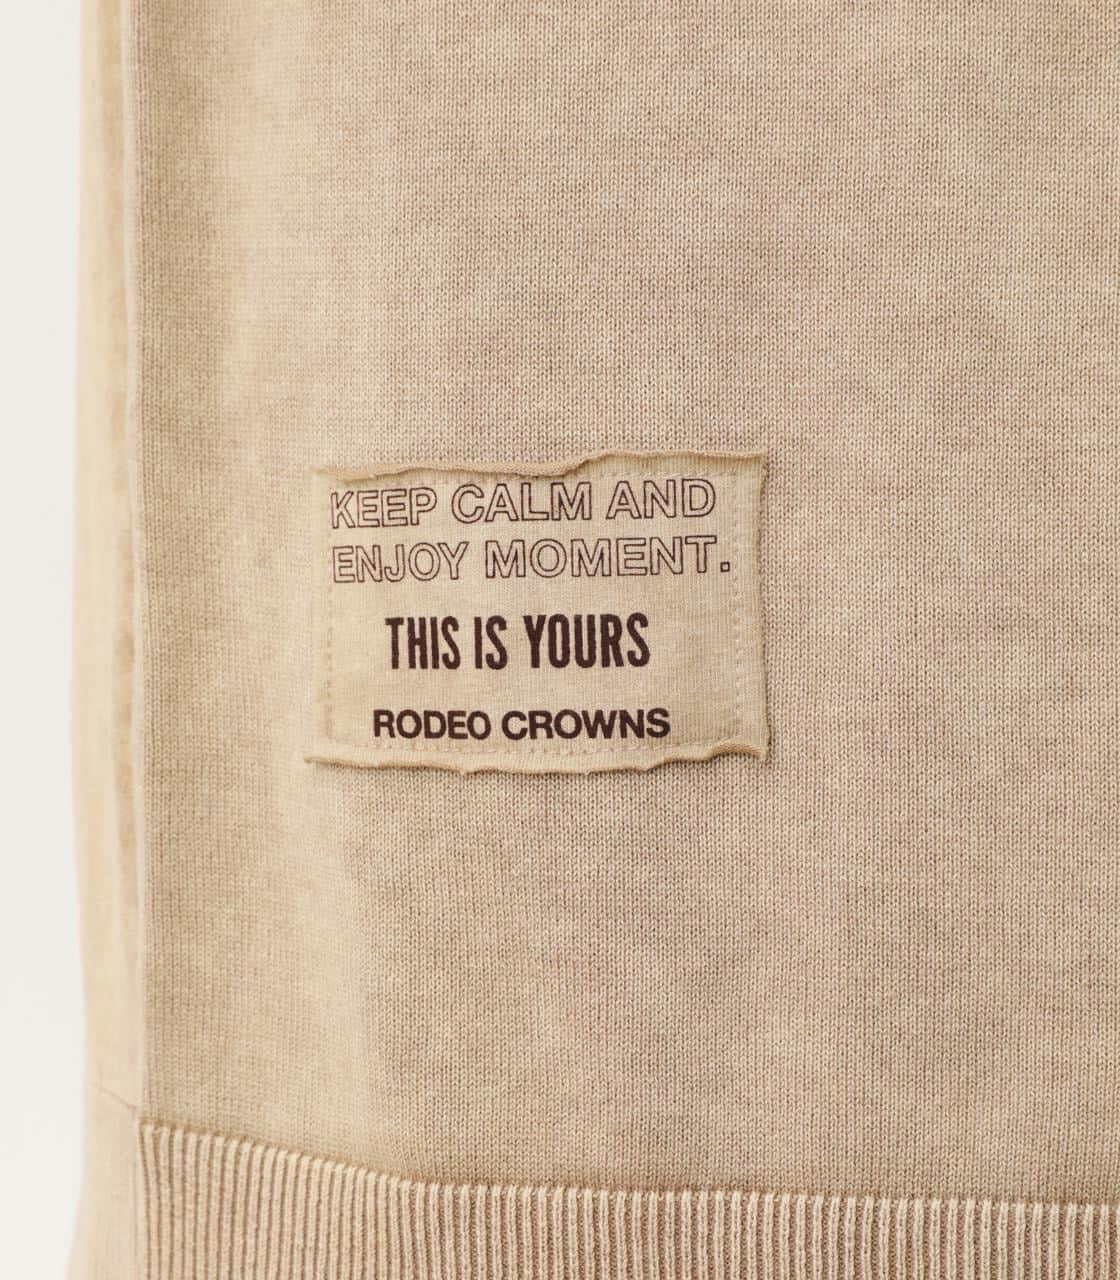 KEEP CALM AND
ENJOY MOMENT.
THIS IS YOURS
RODEO CROWNS